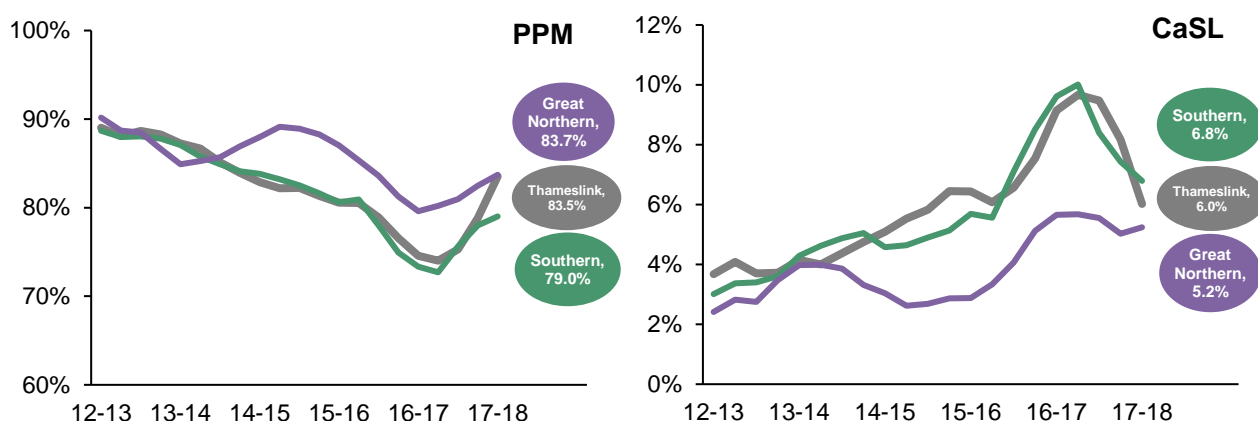 PPM
100%
90%
80%
70%
60%
12-13 13-14 14-15 15-16 16-17 17-18
Great
Northern,
83.7%
Thameslink,
83.5%
Southern,
79.0%
CaSL
12%
10%
8%
6%
4%
2%
0%
12-13 13-14 14-15 15-16 16-17 17-18
Southern,
6.8%
Thameslink,
6.0%
Great
Northern,
5.2%